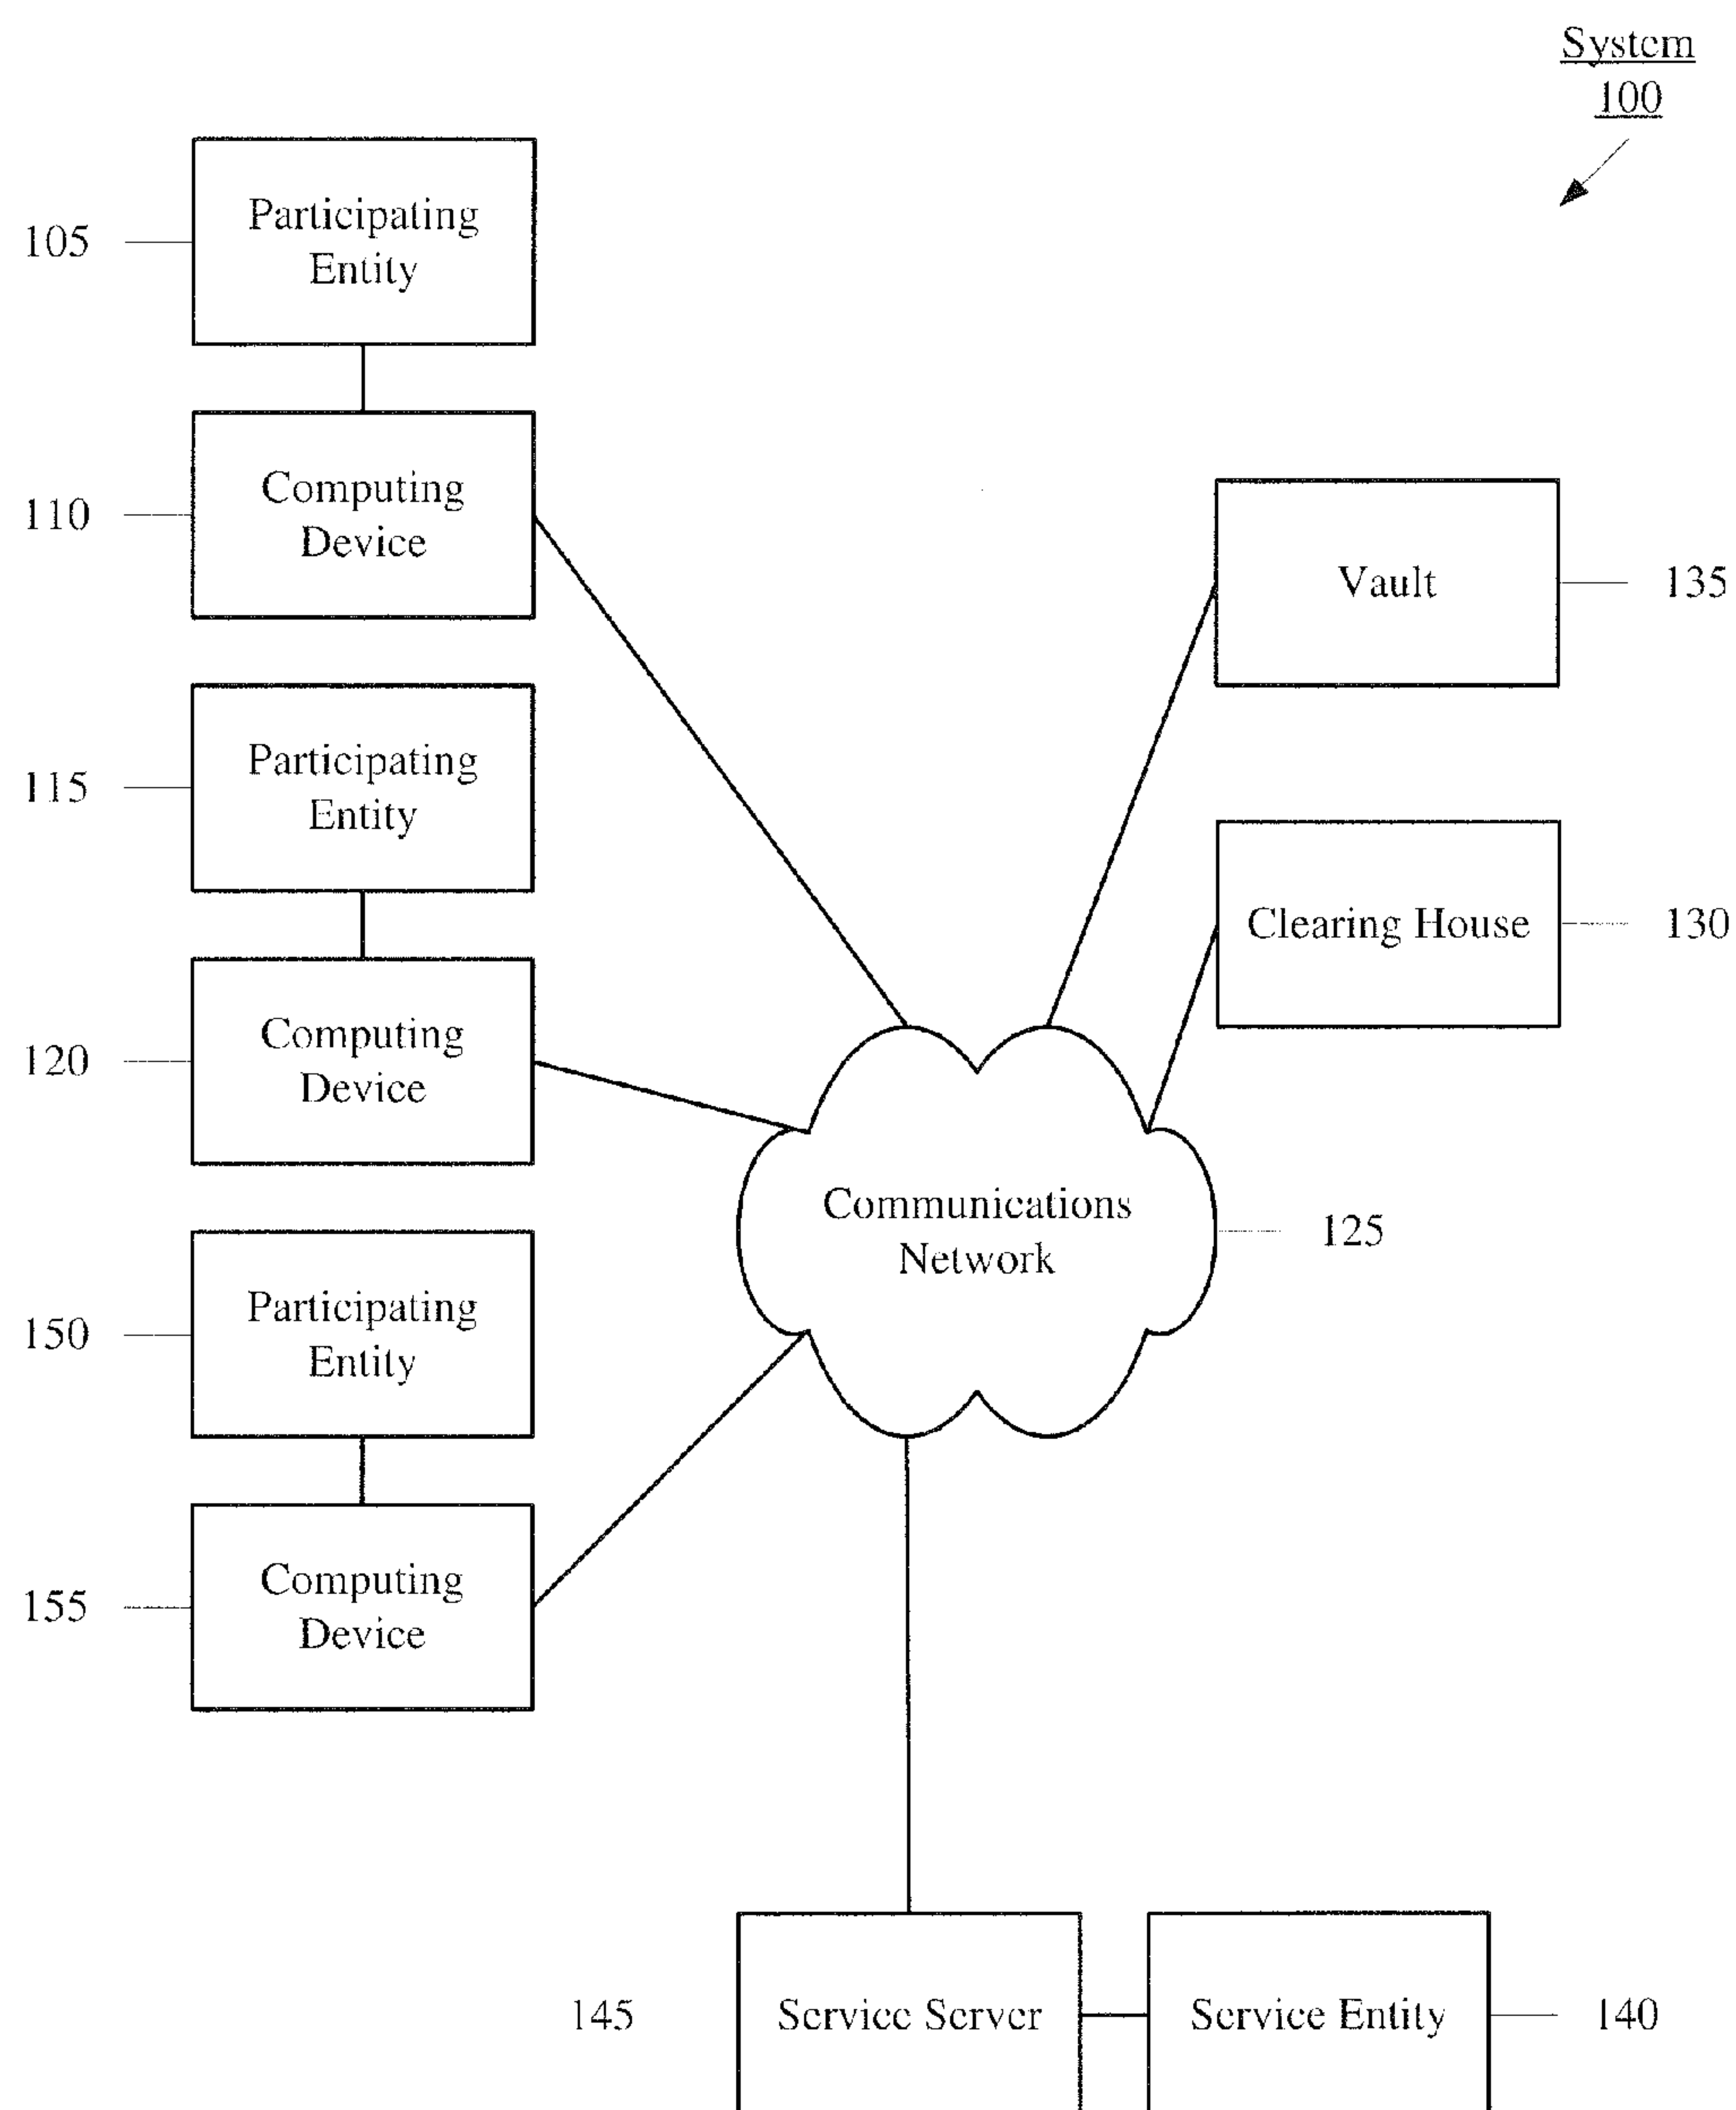 System
100
105
Participating
Entity
110
Computing
Device
Vault
135
115
Participating
Entity
Clearing House
130
120
Computing
Device
Communications
Network
125
150
Participating
Entity
155
Computing
Device
145
Service Server
Service Entity
140